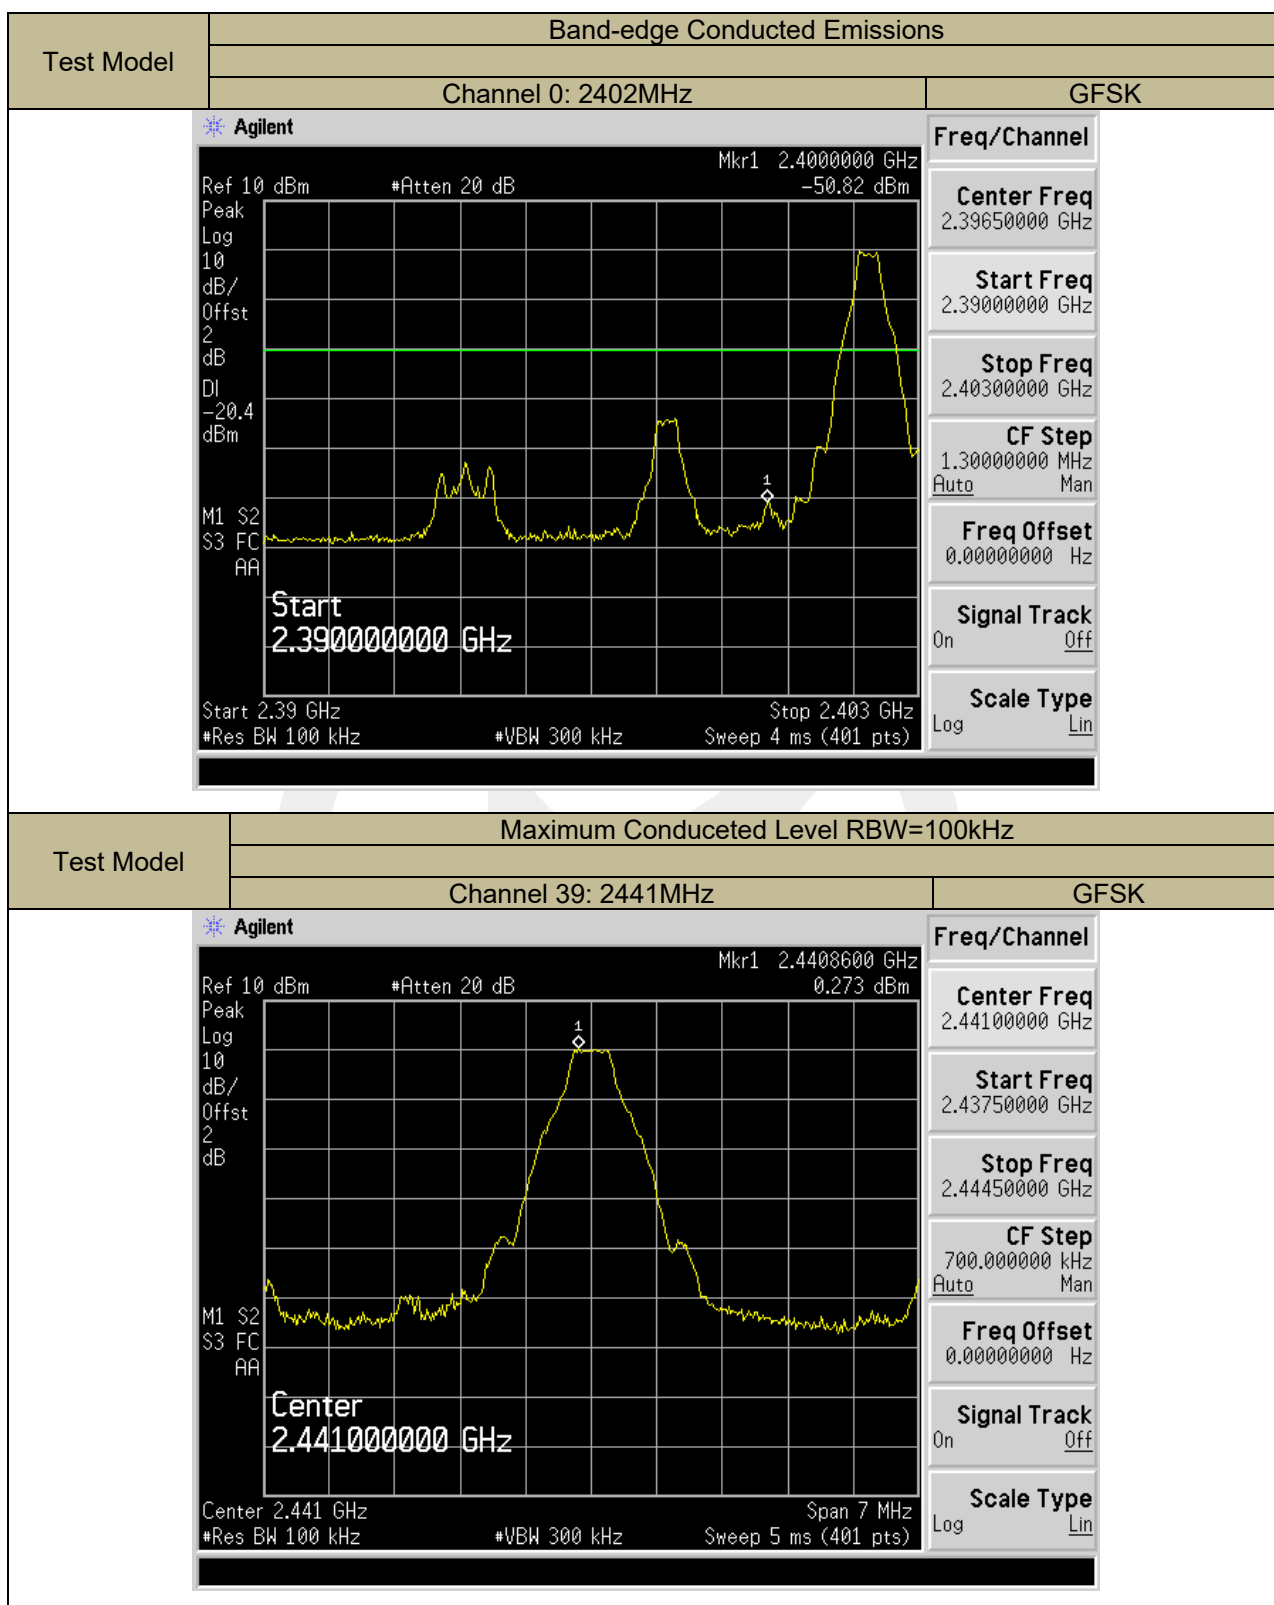 Test Model
Band-edge Conducted Emissions
Channel 0: 2402MHz
GFSK
Agilent
Mkr1 2.4000000 GHz
Ref 10 dBm #Atten 20 dB -50.82 dBm
Peak
Log
10
dB/
Offst
2
dB
DI
-20.4
dBm
1
M1 S2
S3 FC
AA
Start
2.390000000 GHz
Start 2.39 GHz Stop 2.403 GHz
#Res BW 100 kHz #VBW 300 kHz Sweep 4 ms (401 pts)
Freq/Channel
Center Freq
2.39650000 GHz
Start Freq
2.39000000 GHz
Stop Freq
2.40300000 GHz
CF Step
1.30000000 MHz
Auto Man
Freq Offset
0.00000000 Hz
Signal Track
On Off
Scale Type
Log Lin
Test Model
Maximum Conduceted Level RBW=100kHz
Channel 39: 2441MHz
GFSK
Agilent
Mkr1 2.4408600 GHz
Ref 10 dBm #Atten 20 dB 0.273 dBm
Peak
Log
10
dB/
Offst
2
dB
1
M1 S2
S3 FC
AA
Center
2.441000000 GHz
Center 2.441 GHz Span 7 MHz
#Res BW 100 kHz #VBW 300 kHz Sweep 5 ms (401 pts)
Freq/Channel
Center Freq
2.44100000 GHz
Start Freq
2.43750000 GHz
Stop Freq
2.44450000 GHz
CF Step
700.000000 kHz
Auto Man
Freq Offset
0.00000000 Hz
Signal Track
On Off
Scale Type
Log Lin